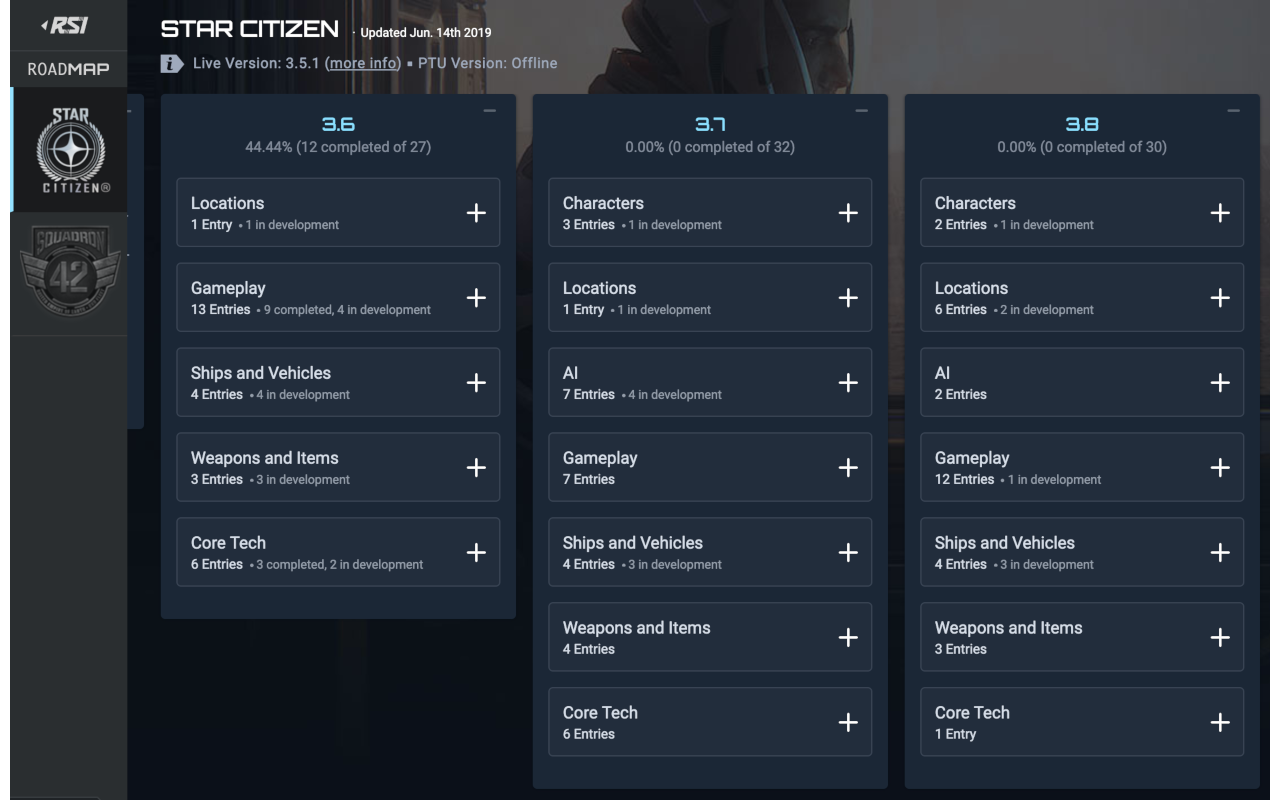 RSI
STAR CITIZEN · Updated Jun. 14th 2019
Live Version: 3.5.1 (more info) ▪ PTU Version: Offline
ROADMAP
STAR
CITIZEN®
SQUADRON
42
3.6
44.44% (12 completed of 27)
Locations
1 Entry • 1 in development
Gameplay
13 Entries • 9 completed, 4 in development
Ships and Vehicles
4 Entries • 4 in development
Weapons and Items
3 Entries • 3 in development
Core Tech
6 Entries • 3 completed, 2 in development
3.7
0.00% (0 completed of 32)
Characters
3 Entries • 1 in development
Locations
1 Entry • 1 in development
AI
7 Entries • 4 in development
Gameplay
7 Entries
Ships and Vehicles
4 Entries • 3 in development
Weapons and Items
4 Entries
Core Tech
6 Entries
3.8
0.00% (0 completed of 30)
Characters
2 Entries • 1 in development
Locations
6 Entries • 2 in development
AI
2 Entries
Gameplay
12 Entries • 1 in development
Ships and Vehicles
4 Entries • 3 in development
Weapons and Items
3 Entries
Core Tech
1 Entry